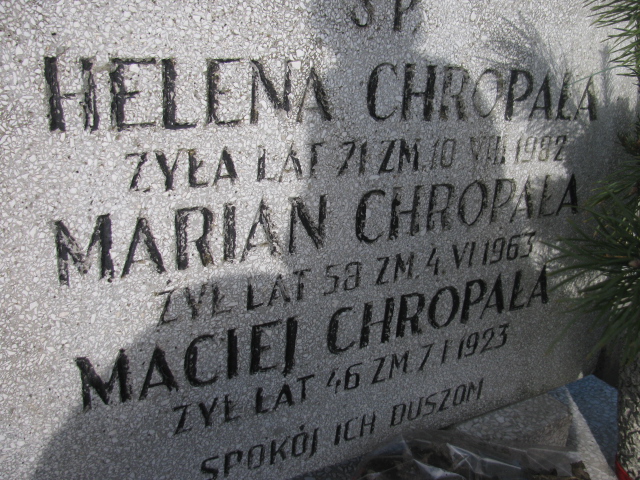 Ś P.
HELENA CHROPAŁA
ŻYŁA LAT 71 ZM. 10 VIII 1982
MARIAN CHROPAŁA
ŻYŁ LAT 58 ZM. 4. VI 1963
MACIEJ CHROPAŁA
ŻYŁ LAT 46 ZM. 7 I 1923
SPOKÓJ ICH DUSZOM